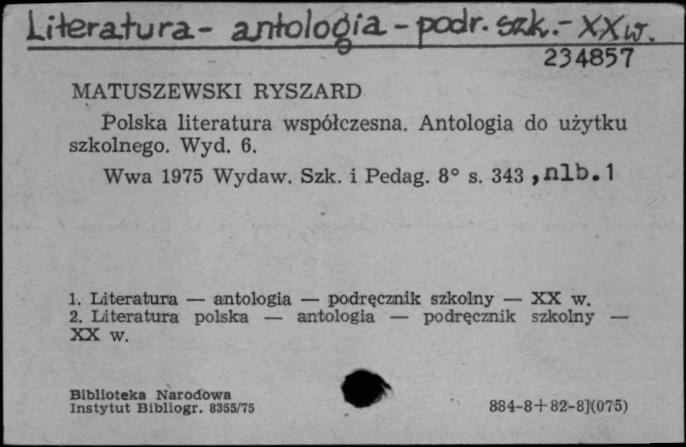 Literatura - antologia - podr. szk. - XX w.
234857
MATUSZEWSKI RYSZARD
Polska literatura współczesna. Antologia do użytku
szkolnego. Wyd. 6.
Wwa 1975 Wydaw. Szk. i Pedag. 8° s. 343 , nlb. 1
1. Literatura — antologia — podręcznik szkolny — XX w.
2. Literatura polska — antologia — podręcznik szkolny —
XX w.
Biblioteka Narodowa
Instytut Bibliogr. 8355/75
884-8+82-8](075)